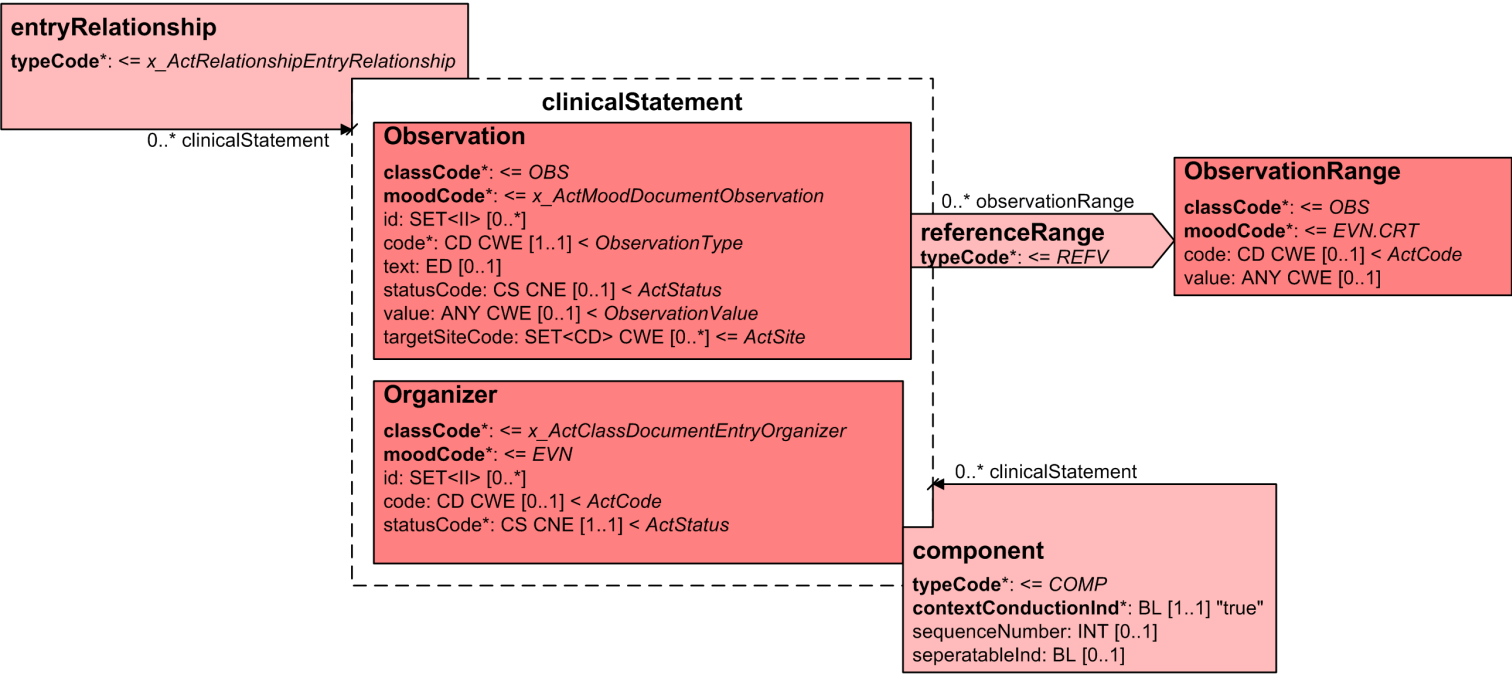 entryRelationship
typeCode*: <= x_ActRelationshipEntryRelationship
0..* clinicalStatement
clinicalStatement
Observation
classCode*: <= OBS
moodCode*: <= x_ActMoodDocumentObservation
id: SET<II> [0..*]
code*: CD CWE [1..1] < ObservationType
text: ED [0..1]
statusCode: CS CNE [0..1] < ActStatus
value: ANY CWE [0..1] < ObservationValue
targetSiteCode: SET<CD> CWE [0..*] <= ActSite
0..* observationRange
referenceRange
typeCode*: <= REFV
ObservationRange
classCode*: <= OBS
moodCode*: <= EVN.CRT
code: CD CWE [0..1] < ActCode
value: ANY CWE [0..1]
Organizer
classCode*: <= x_ActClassDocumentEntryOrganizer
moodCode*: <= EVN
id: SET<II> [0..*]
code: CD CWE [0..1] < ActCode
statusCode*: CS CNE [1..1] < ActStatus
0..* clinicalStatement
component
typeCode*: <= COMP
contextConductionInd*: BL [1..1] "true"
sequenceNumber: INT [0..1]
seperatableInd: BL [0..1]